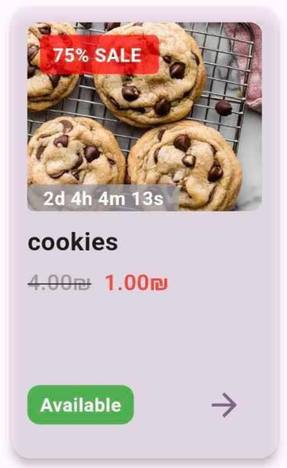 75% SALE
2d 4h 4m 13s
cookies
4.00₪ 1.00₪
Available